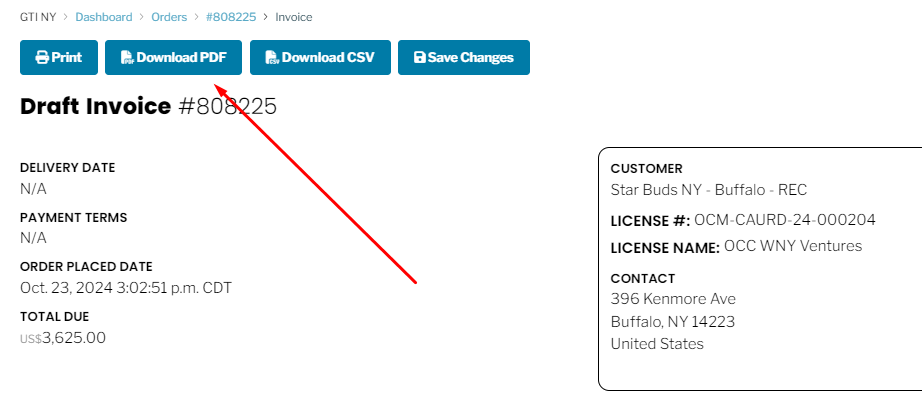 GTI NY > Dashboard > Orders > #808225 > Invoice
Print Download PDF Download CSV Save Changes
Draft Invoice #808225
DELIVERY DATE
N/A
PAYMENT TERMS
N/A
ORDER PLACED DATE
Oct. 23, 2024 3:02:51 p.m. CDT
TOTAL DUE
US$3,625.00
CUSTOMER
Star Buds NY - Buffalo - REC
LICENSE #: OCM-CAURD-24-000204
LICENSE NAME: OCC WNY Ventures
CONTACT
396 Kenmore Ave
Buffalo, NY 14223
United States